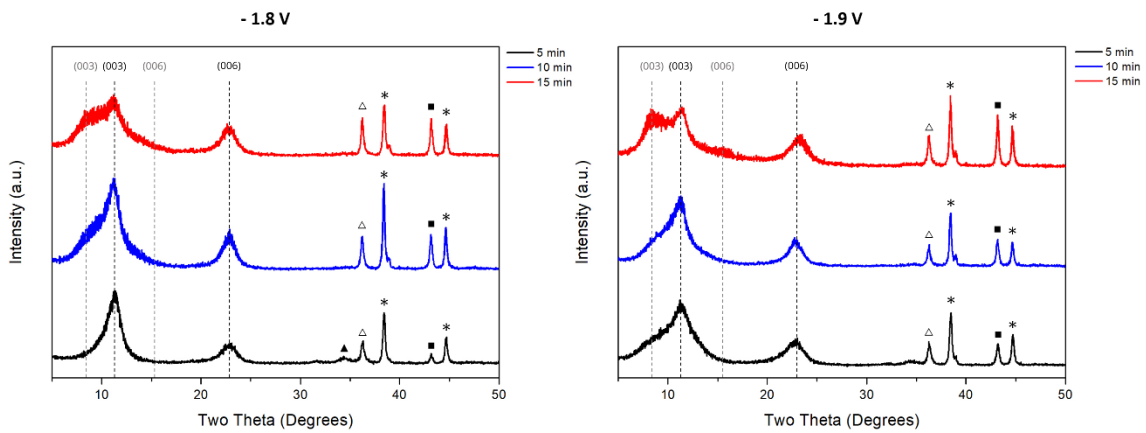 - 1.8 V
(003) (003) (006) (006)
5 min
10 min
15 min
△ * ■ *
△ * ■ *
▲ △ * ■ *
Intensity (a.u.)
10 20 30 40 50
Two Theta (Degrees)
- 1.9 V
(003) (003) (006) (006)
5 min
10 min
15 min
△ * ■ *
△ * ■ *
△ * ■ *
Intensity (a.u.)
10 20 30 40 50
Two Theta (Degrees)